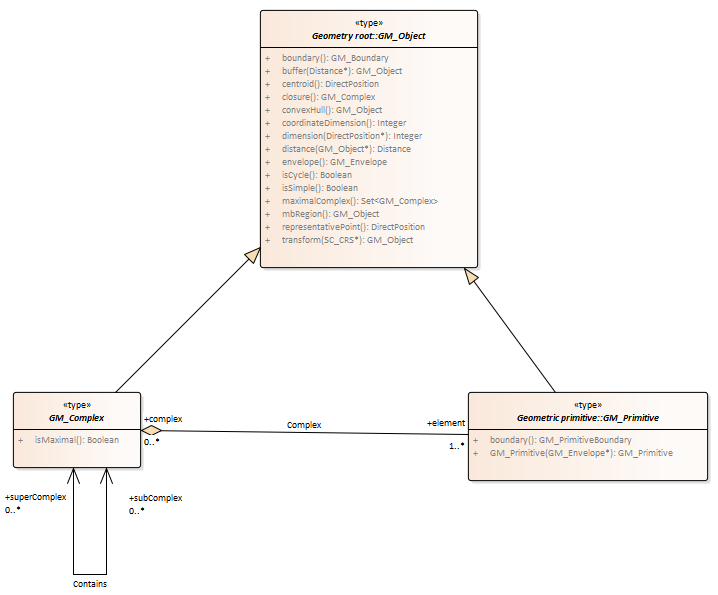 «type»
Geometry root::GM_Object
+ boundary(): GM_Boundary
+ buffer(Distance*): GM_Object
+ centroid(): DirectPosition
+ closure(): GM_Complex
+ convexHull(): GM_Object
+ coordinateDimension(): Integer
+ dimension(DirectPosition*): Integer
+ distance(GM_Object*): Distance
+ envelope(): GM_Envelope
+ isCycle(): Boolean
+ isSimple(): Boolean
+ maximalComplex(): Set<GM_Complex>
+ mbRegion(): GM_Object
+ representativePoint(): DirectPosition
+ transform(SC_CRS*): GM_Object
«type»
GM_Complex
+ isMaximal(): Boolean
+complex
0..*
Complex
+element
1..*
«type»
Geometric primitive::GM_Primitive
+ boundary(): GM_PrimitiveBoundary
+ GM_Primitive(GM_Envelope*): GM_Primitive
+superComplex
0..*
+subComplex
0..*
Contains